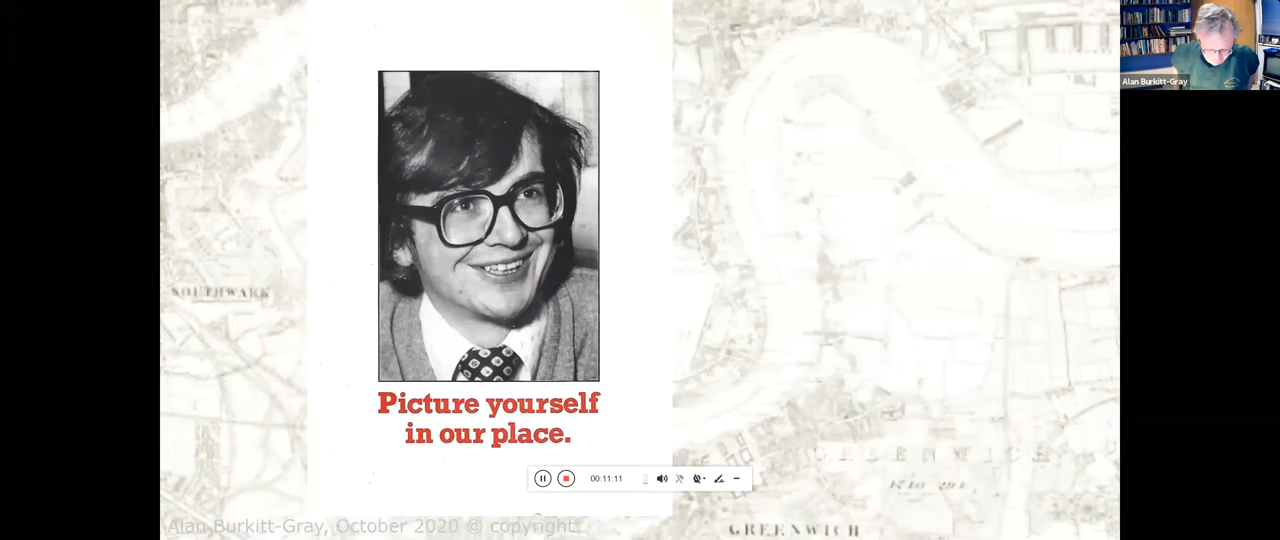 Alan Burkitt-Gray
SOUTHWARK
Picture yourself
in our place.
00:11:11
GREENWICH
Alan Burkitt-Gray, October 2020 @ copyright
GREENWICH